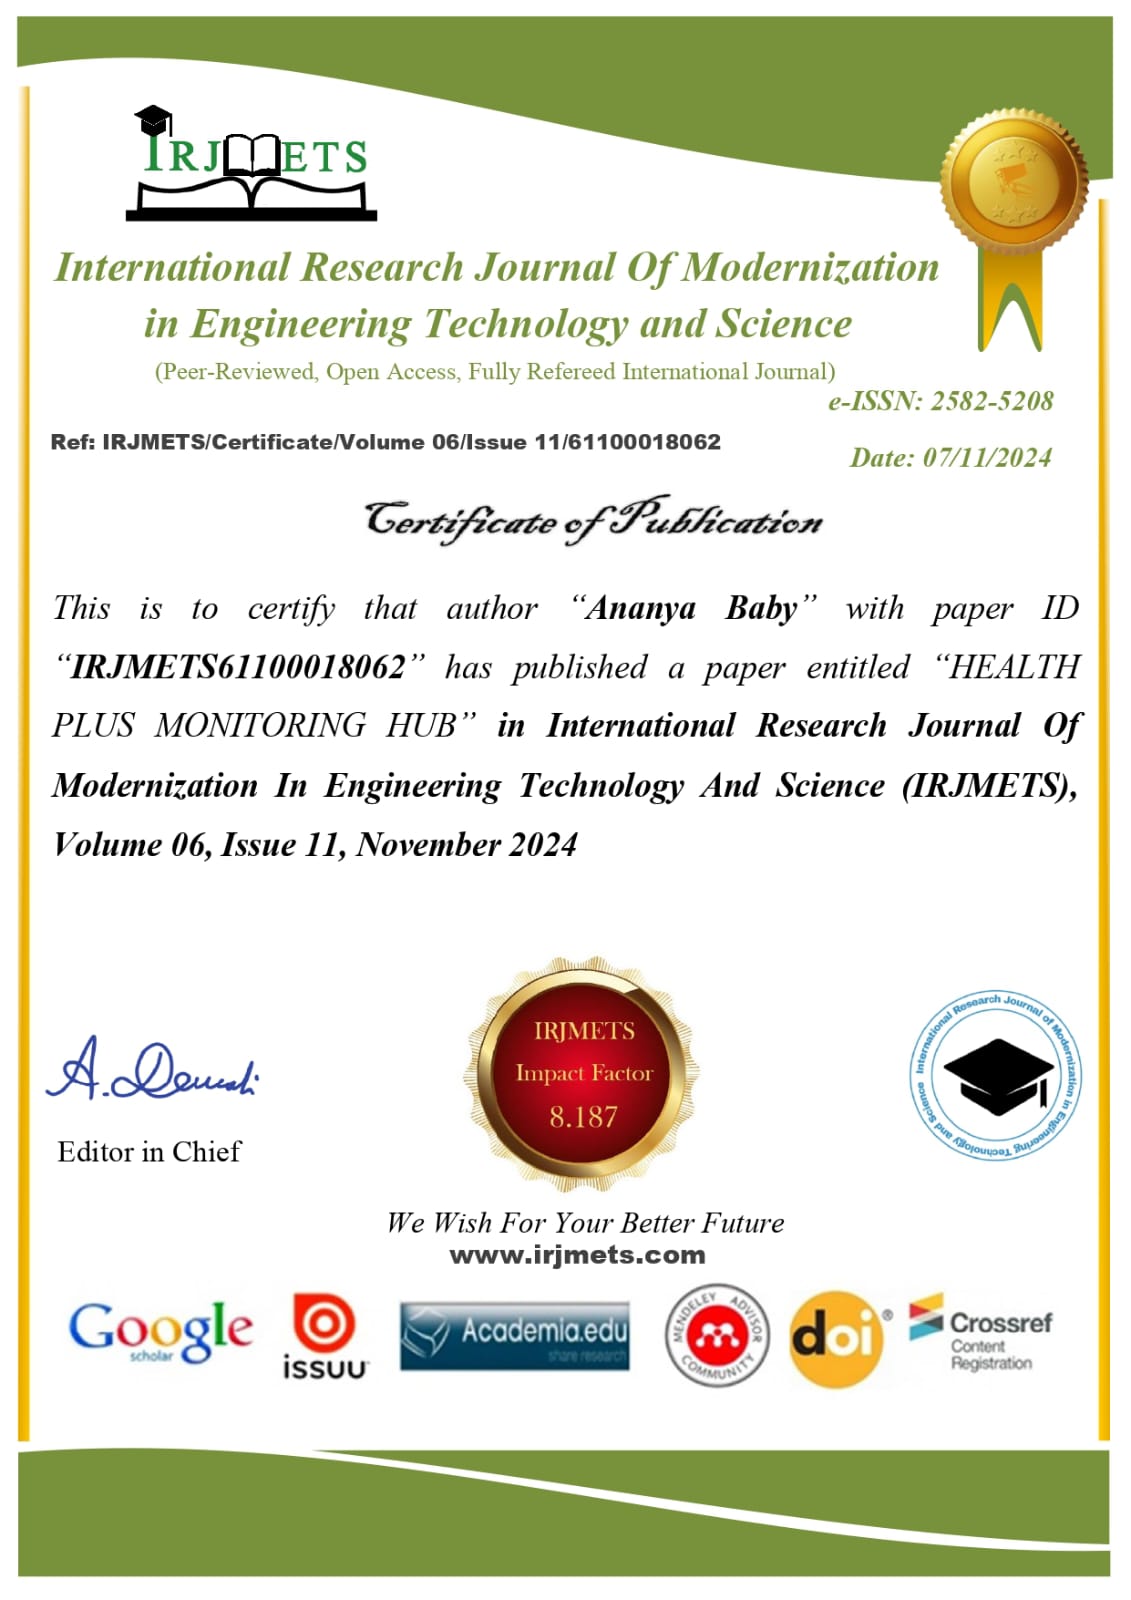 IRJMETS
International Research Journal Of Modernization
in Engineering Technology and Science
(Peer-Reviewed, Open Access, Fully Refereed International Journal)
e-ISSN: 2582-5208
Ref: IRJMETS/Certificate/Volume 06/Issue 11/61100018062
Date: 07/11/2024
Certificate of Publication
This is to certify that author “Ananya Baby” with paper ID
“IRJMETS61100018062” has published a paper entitled “HEALTH
PLUS MONITORING HUB” in International Research Journal Of
Modernization In Engineering Technology And Science (IRJMETS),
Volume 06, Issue 11, November 2024
IRJMETS
Impact Factor
8.187
International Research Journal of Modernization in Engineering Technology and Science
A.
Editor in Chief
We Wish For Your Better Future
www.irjmets.com
Google
scholar
issuu
Academia.edu
share research
MENDELEY ADVISOR
COMMUNITY
doi®
Crossref
Content
Registration